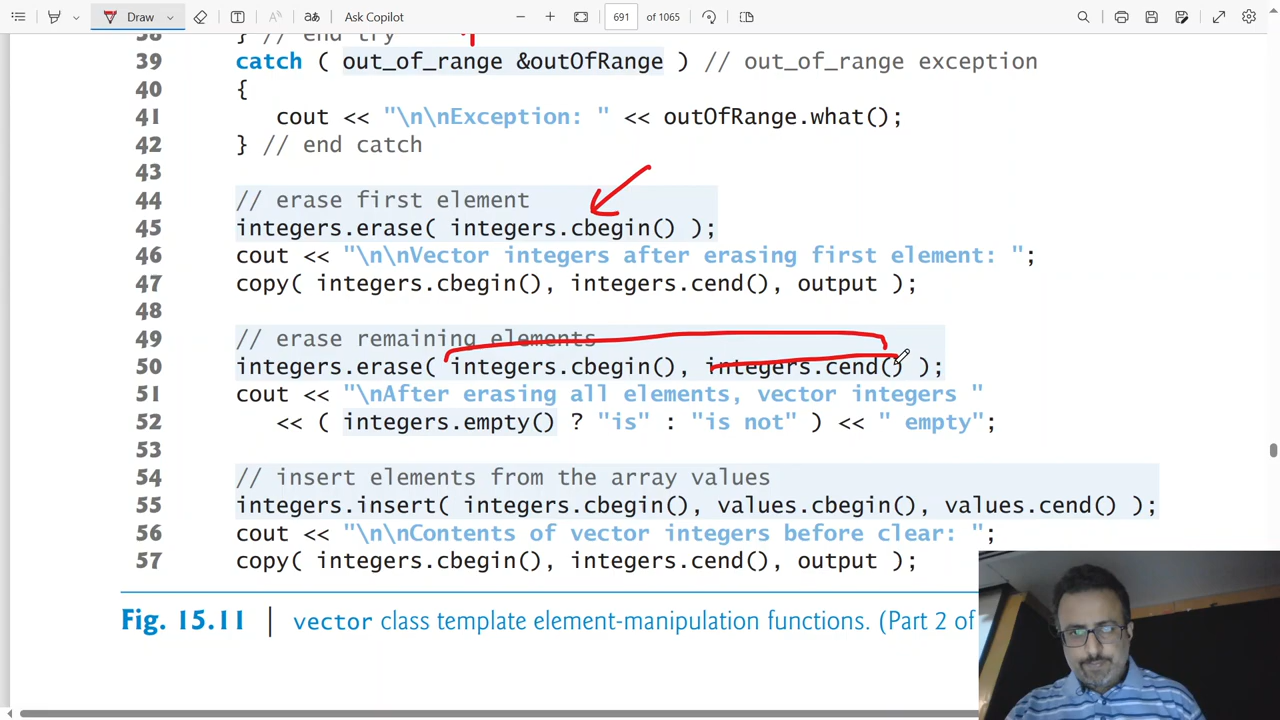 Draw
Ask Copilot
691 of 1065
38 } // end try
39 catch ( out_of_range &outOfRange ) // out_of_range exception
40 {
41 cout << "\n\nException: " << outOfRange.what();
42 } // end catch
43
44 // erase first element
45 integers.erase( integers.cbegin() );
46 cout << "\n\nVector integers after erasing first element: ";
47 copy( integers.cbegin(), integers.cend(), output );
48
49 // erase remaining elements
50 integers.erase( integers.cbegin(), integers.cend() );
51 cout << "\nAfter erasing all elements, vector integers "
52 << ( integers.empty() ? "is" : "is not" ) << " empty";
53
54 // insert elements from the array values
55 integers.insert( integers.cbegin(), values.cbegin(), values.cend() );
56 cout << "\n\nContents of vector integers before clear: ";
57 copy( integers.cbegin(), integers.cend(), output );
Fig. 15.11 | vector class template element-manipulation functions. (Part 2 of